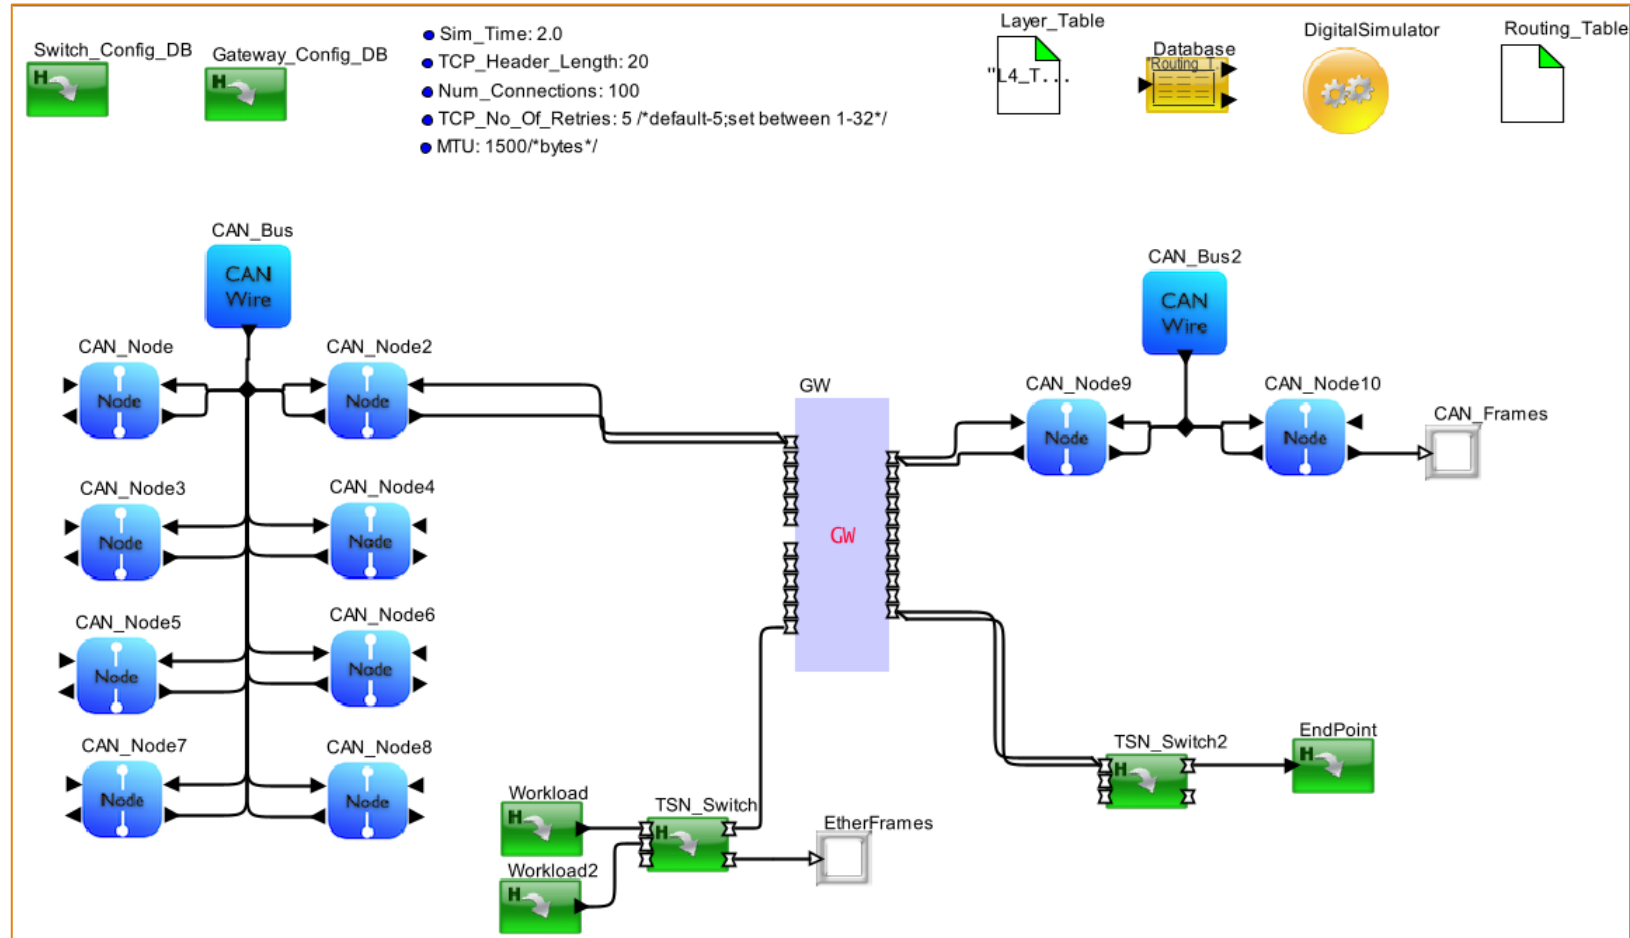 Switch_Config_DB
H
Gateway_Config_DB
H
Sim_Time: 2.0
TCP_Header_Length: 20
Num_Connections: 100
TCP_No_Of_Retries: 5 /*default-5;set between 1-32*/
MTU: 1500/*bytes*/
Layer_Table
"L4_T...
Database
"Routing_T...
DigitalSimulator
Routing_Table
CAN_Bus
CAN
Wire
CAN_Node
Node
CAN_Node2
Node
CAN_Node3
Node
CAN_Node4
Node
CAN_Node5
Node
CAN_Node6
Node
CAN_Node7
Node
CAN_Node8
Node
GW
GW
CAN_Bus2
CAN
Wire
CAN_Node9
Node
CAN_Node10
Node
CAN_Frames
Workload
H
Workload2
H
TSN_Switch
H
EtherFrames
TSN_Switch2
H
EndPoint
H